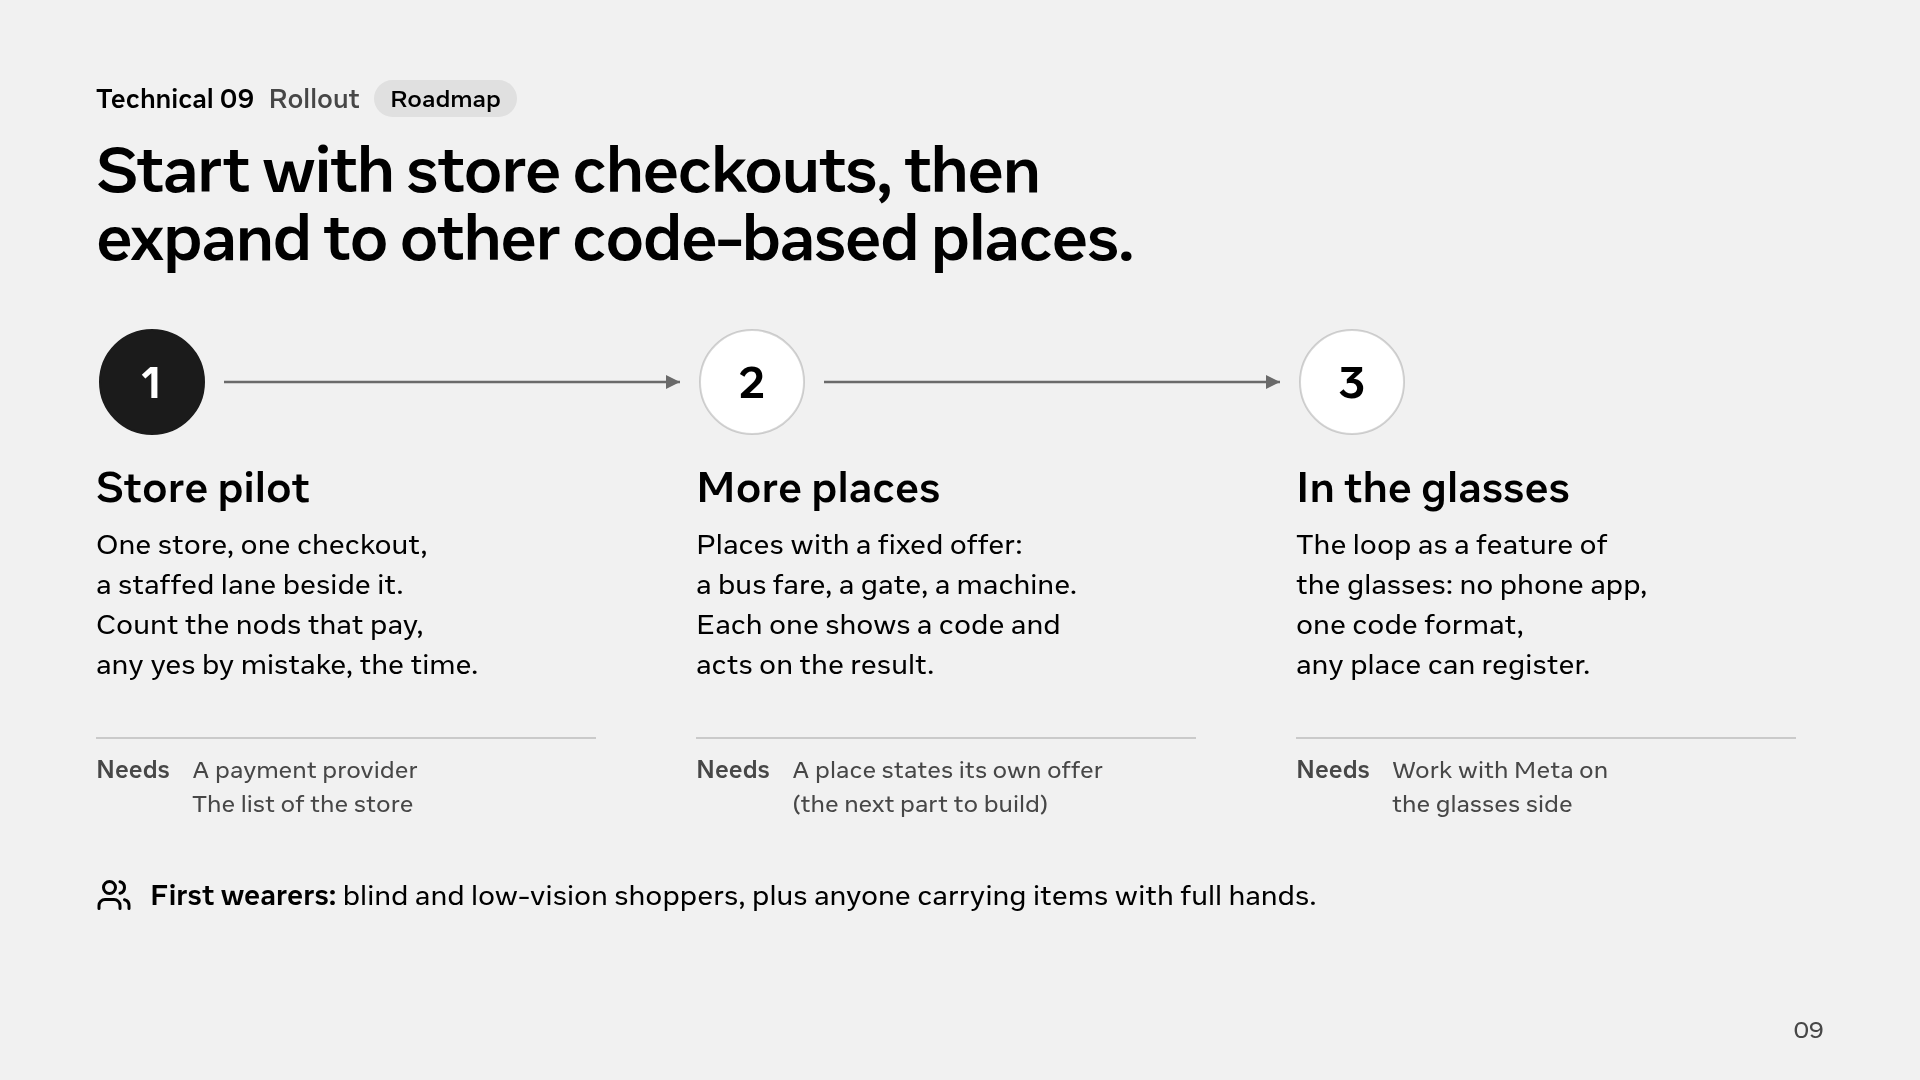 Technical 09 Rollout Roadmap
Start with store checkouts, then
expand to other code-based places.
1
2
3
Store pilot
One store, one checkout,
a staffed lane beside it.
Count the nods that pay,
any yes by mistake, the time.
Needs A payment provider
The list of the store
More places
Places with a fixed offer:
a bus fare, a gate, a machine.
Each one shows a code and
acts on the result.
Needs A place states its own offer
(the next part to build)
In the glasses
The loop as a feature of
the glasses: no phone app,
one code format,
any place can register.
Needs Work with Meta on
the glasses side
First wearers: blind and low-vision shoppers, plus anyone carrying items with full hands.
09